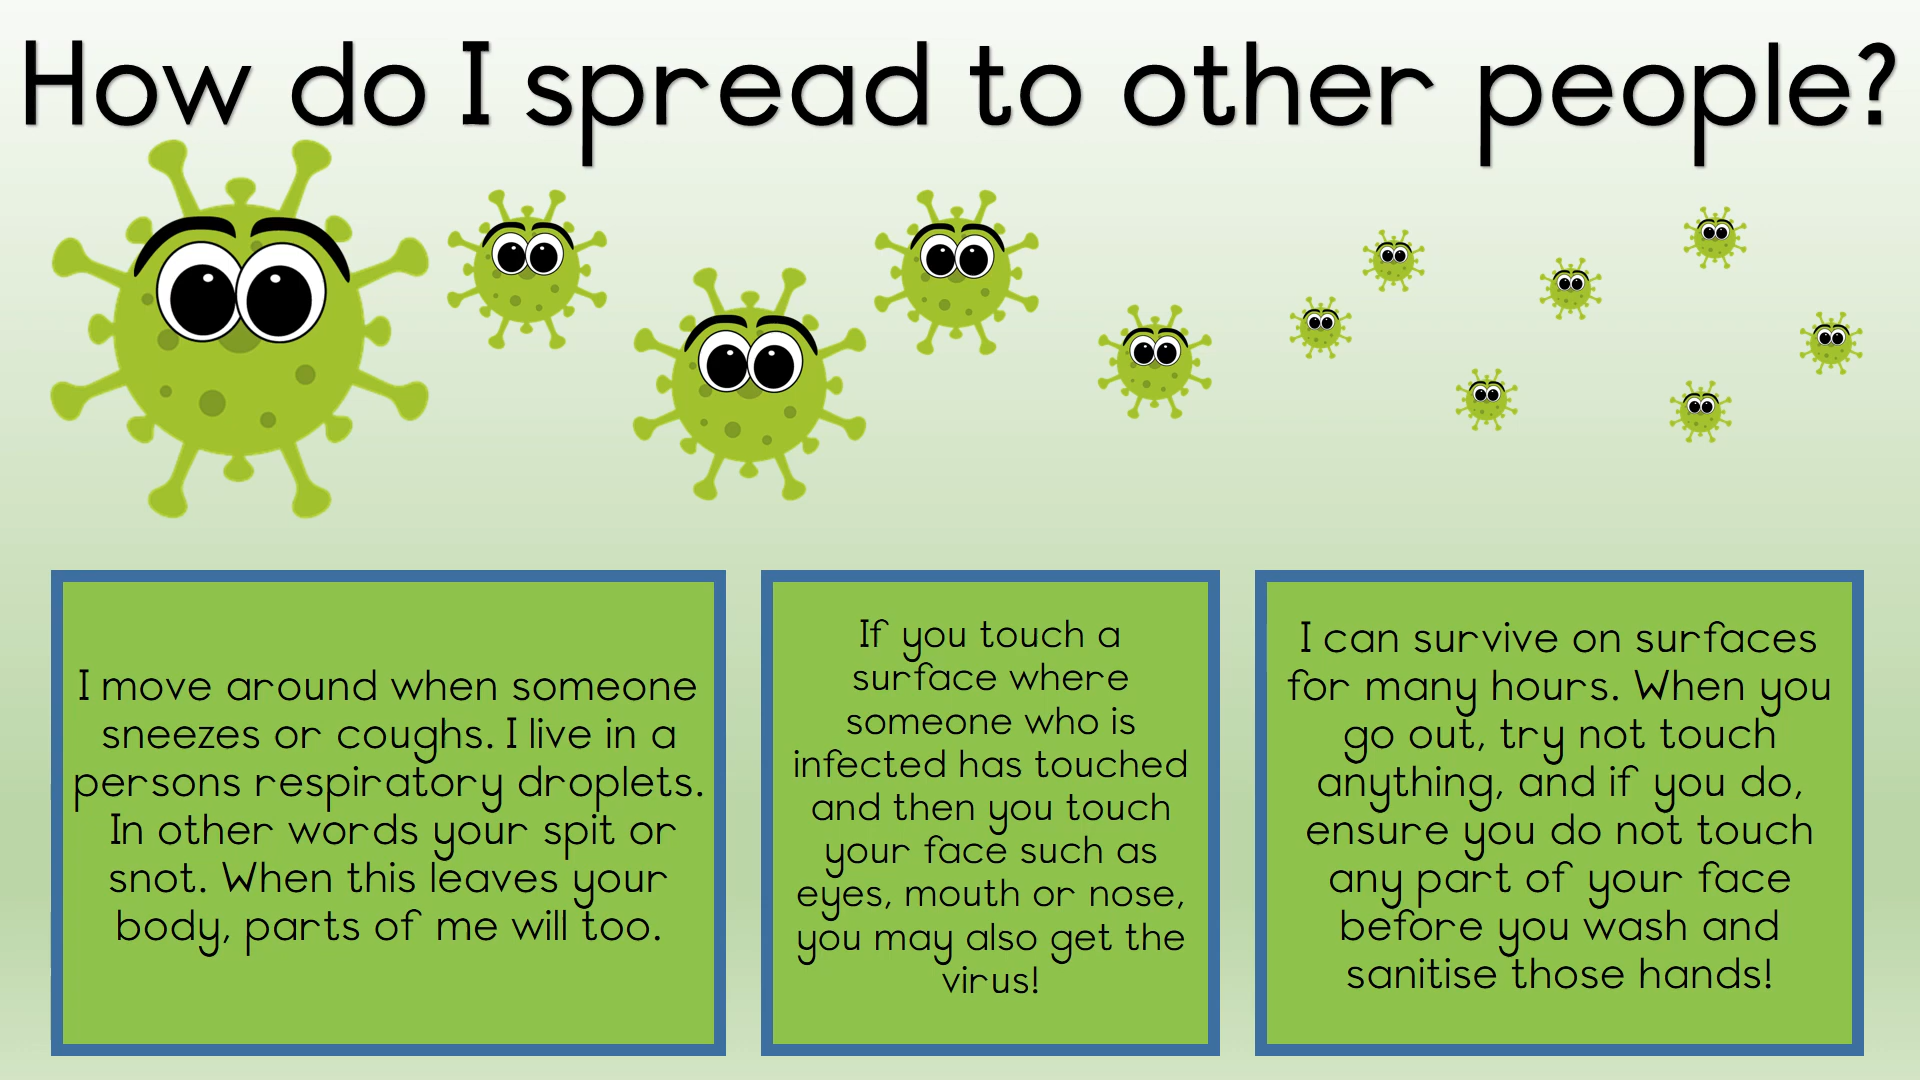 How do I spread to other people?
I move around when someone
sneezes or coughs. I live in a
persons respiratory droplets.
In other words your spit or
snot. When this leaves your
body, parts of me will too.
If you touch a
surface where
someone who is
infected has touched
and then you touch
your face such as
eyes, mouth or nose,
you may also get the
virus!
I can survive on surfaces
for many hours. When you
go out, try not touch
anything, and if you do,
ensure you do not touch
any part of your face
before you wash and
sanitise those hands!